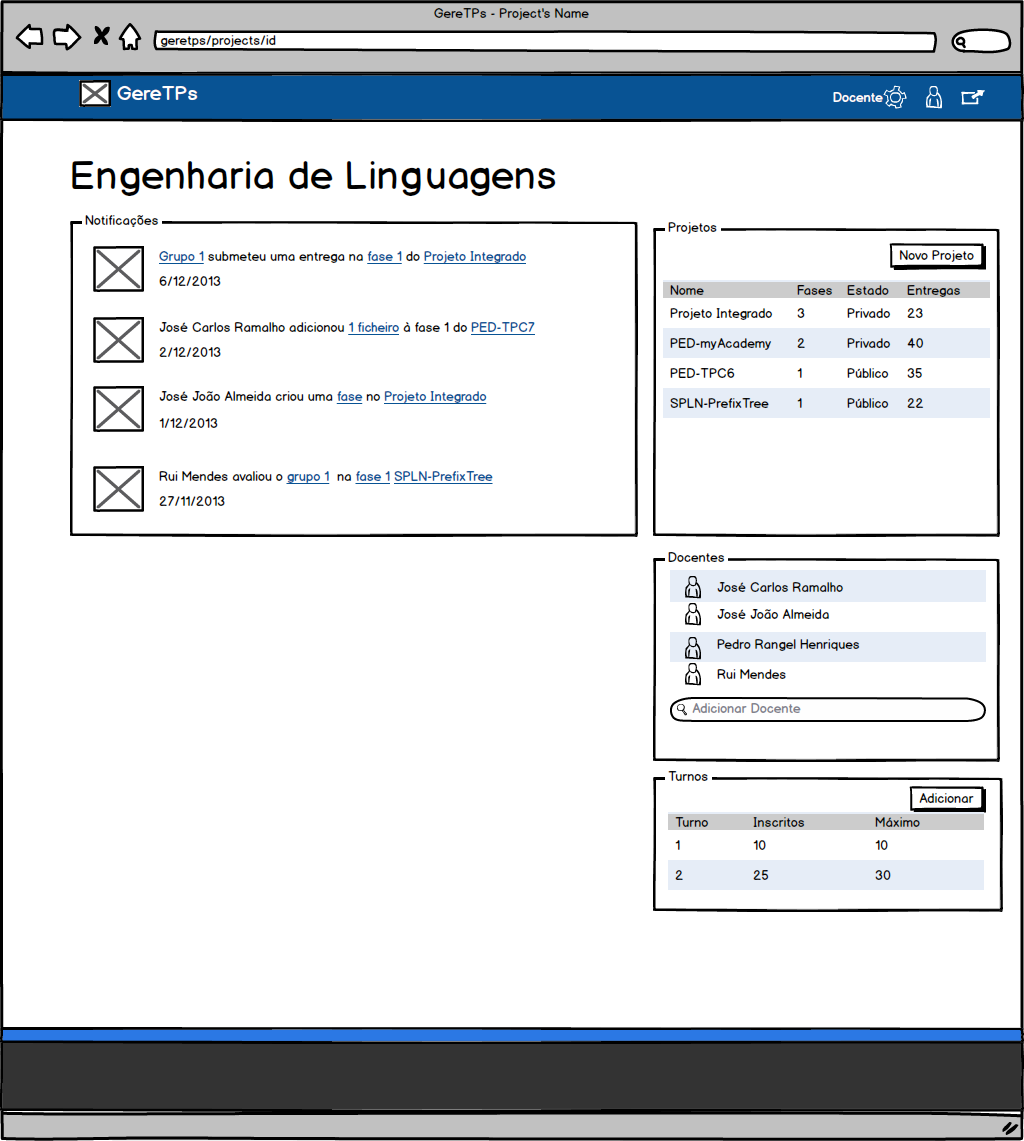 GereTPs - Project's Name
geretps/projects/id
GereTPs
Docente
Engenharia de Linguagens
Notificações
Grupo 1 submeteu uma entrega na fase 1 do Projeto Integrado
6/12/2013
José Carlos Ramalho adicionou 1 ficheiro à fase 1 do PED-TPC7
2/12/2013
José João Almeida criou uma fase no Projeto Integrado
1/12/2013
Rui Mendes avaliou o grupo 1 na fase 1 SPLN-PrefixTree
27/11/2013
Projetos
Novo Projeto
Nome Fases Estado Entregas
Projeto Integrado 3 Privado 23
PED-myAcademy 2 Privado 40
PED-TPC6 1 Público 35
SPLN-PrefixTree 1 Público 22
Docentes
José Carlos Ramalho
José João Almeida
Pedro Rangel Henriques
Rui Mendes
Adicionar Docente
Turnos
Adicionar
Turno Inscritos Máximo
1 10 10
2 25 30